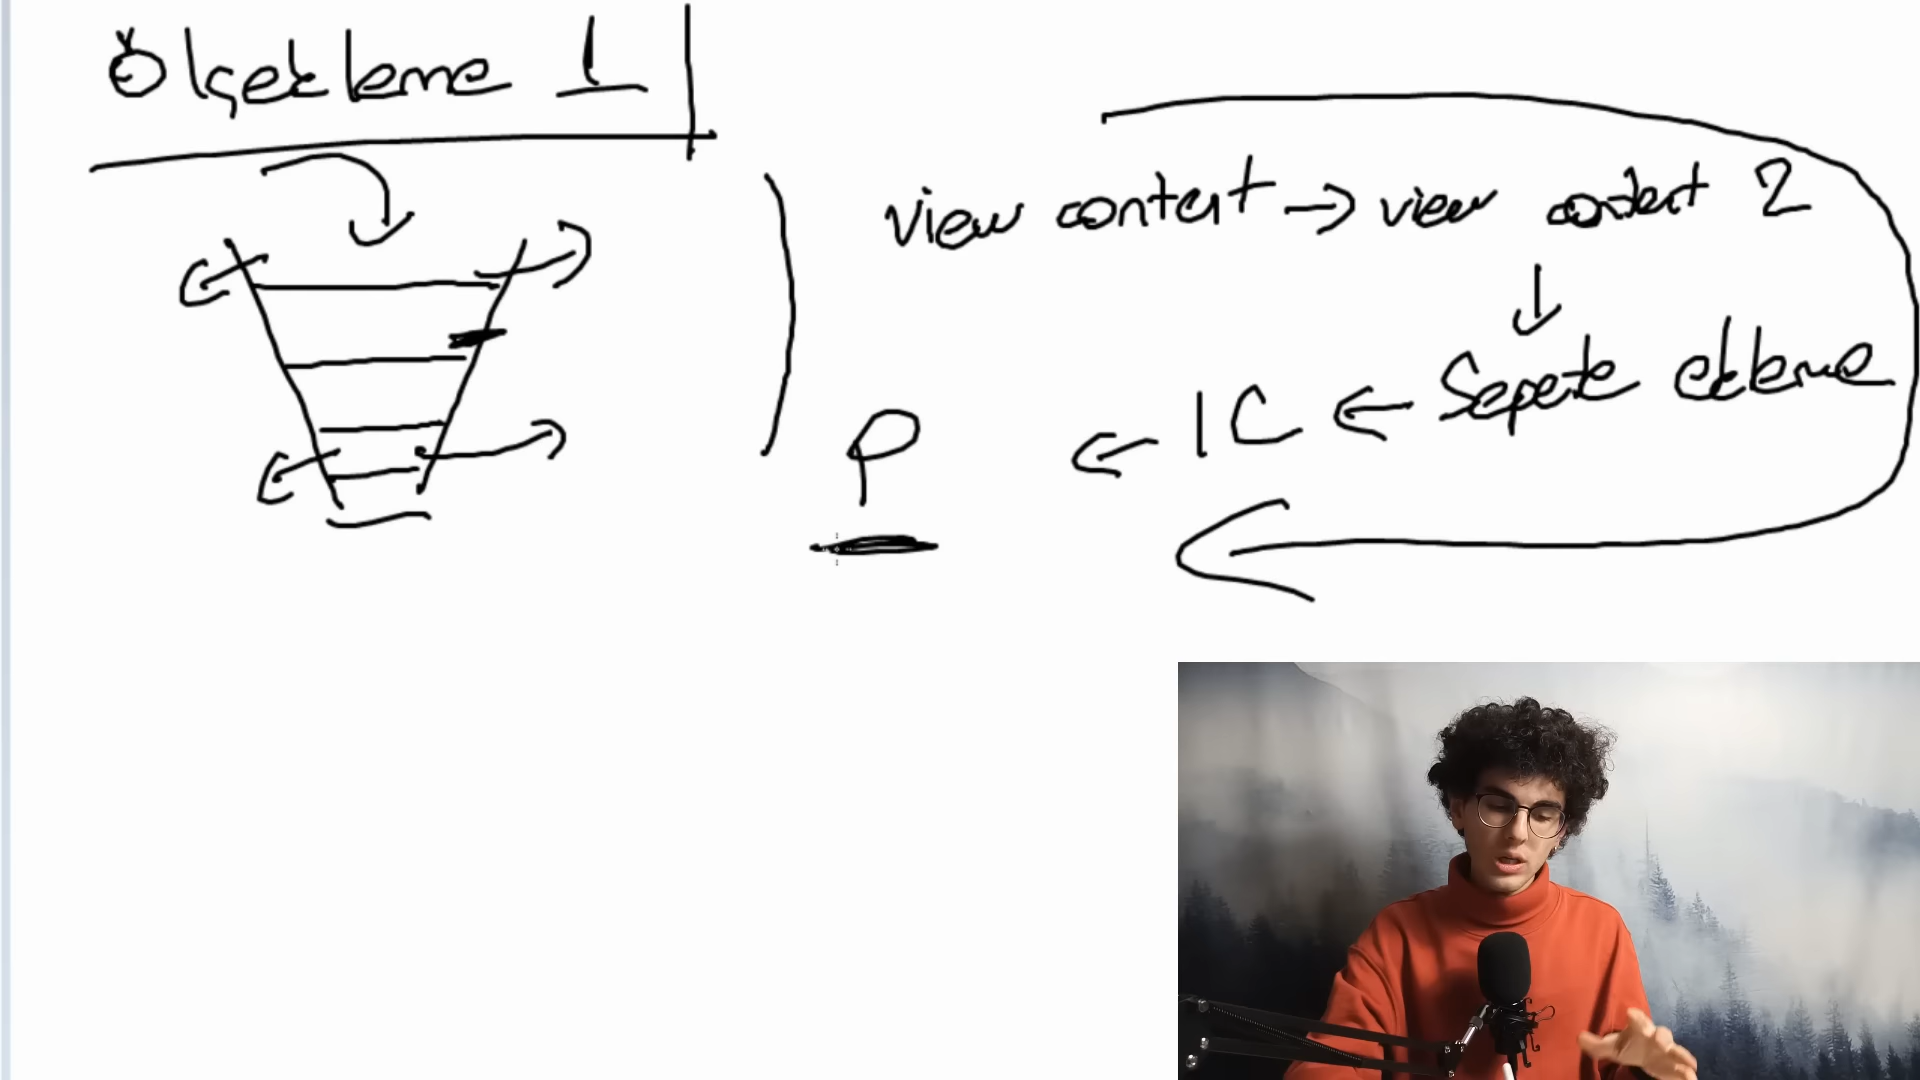 Ölçekleme 1
view content → view content 2
↓
P ← IC ← Sepete ekleme